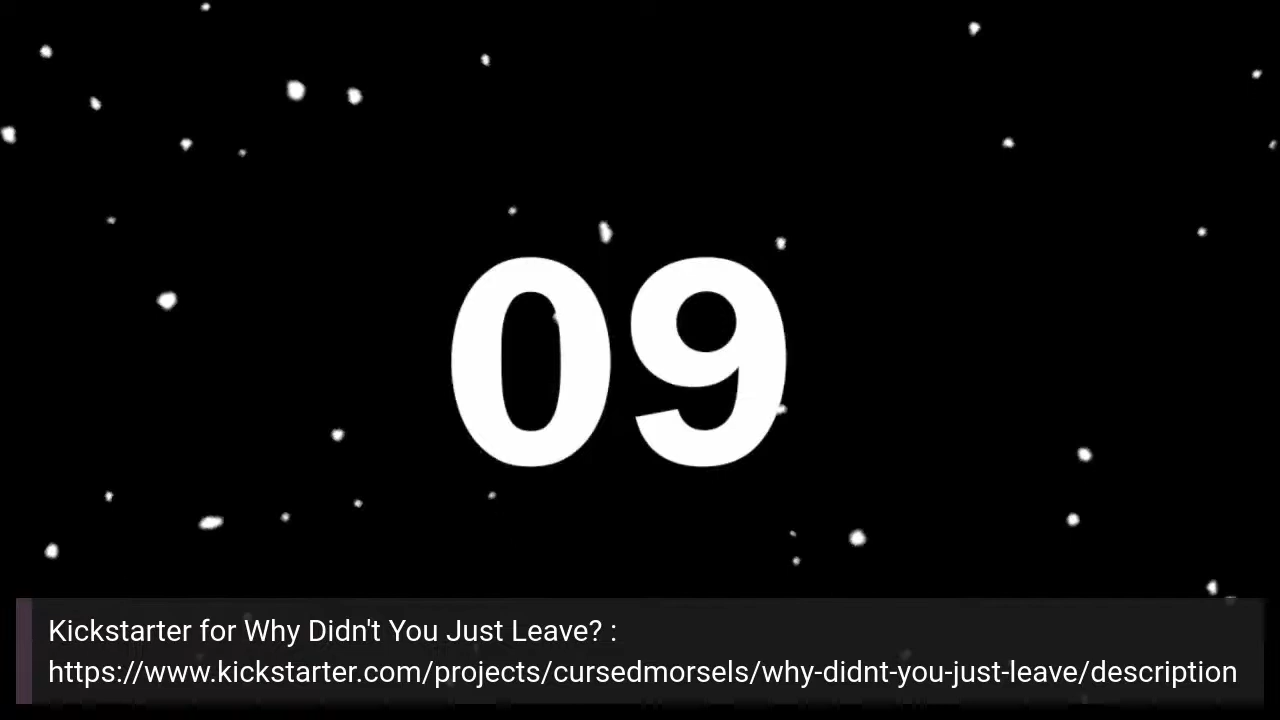 09
Kickstarter for Why Didn't You Just Leave? :
https://www.kickstarter.com/projects/cursedmorsels/why-didnt-you-just-leave/description